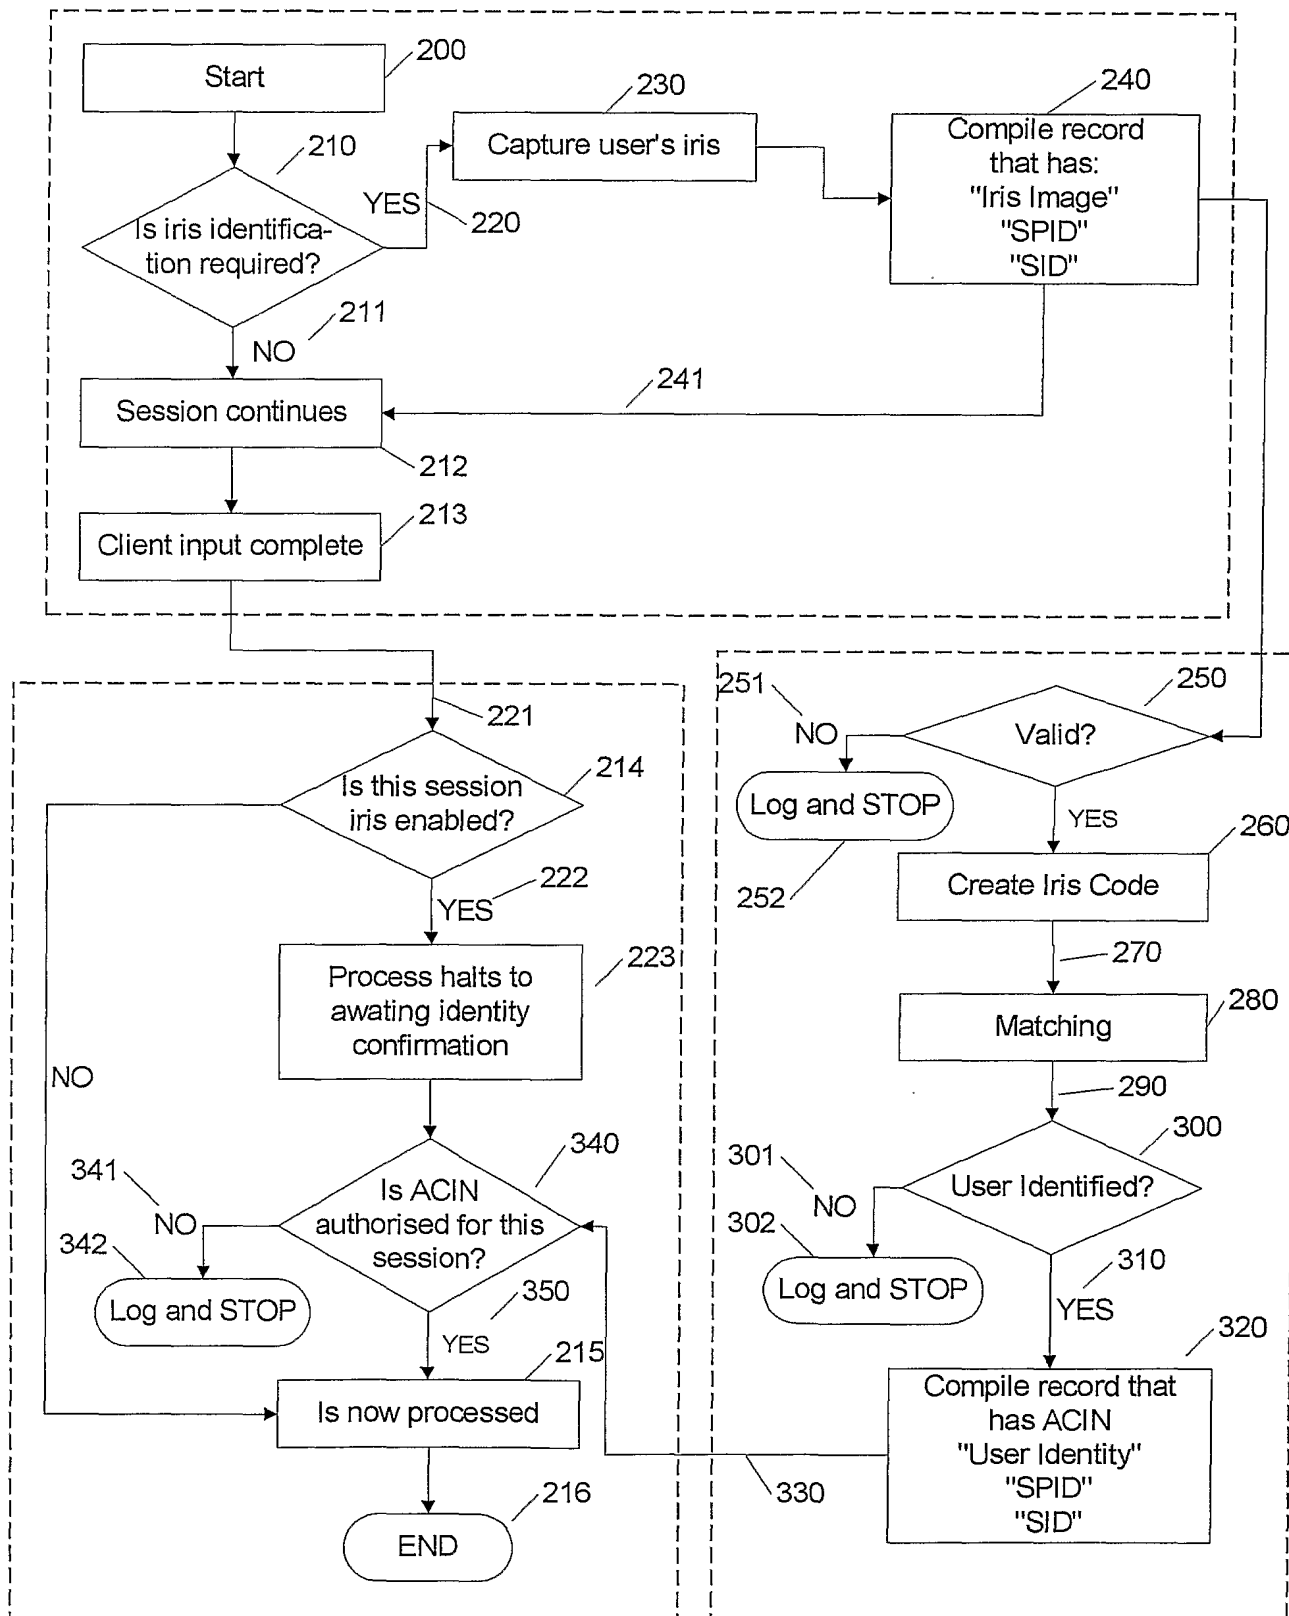 200
Start
230
240
Capture user's iris
Compile record
that has:
"Iris Image"
"SPID"
"SID"
210
YES
220
Is iris identifica-
tion required?
211
NO
241
Session continues
212
213
Client input complete
221
251
250
NO
Valid?
214
Is this session
iris enabled?
Log and STOP
YES
260
252
Create Iris Code
222
YES
223
270
Process halts to
awating identity
confirmation
280
Matching
NO
290
340
300
341
301
Is ACIN
authorised for this
session?
User Identified?
NO
NO
342
302
310
Log and STOP
Log and STOP
350
YES
YES
320
215
Is now processed
Compile record that
has ACIN
"User Identity"
"SPID"
"SID"
330
216
END